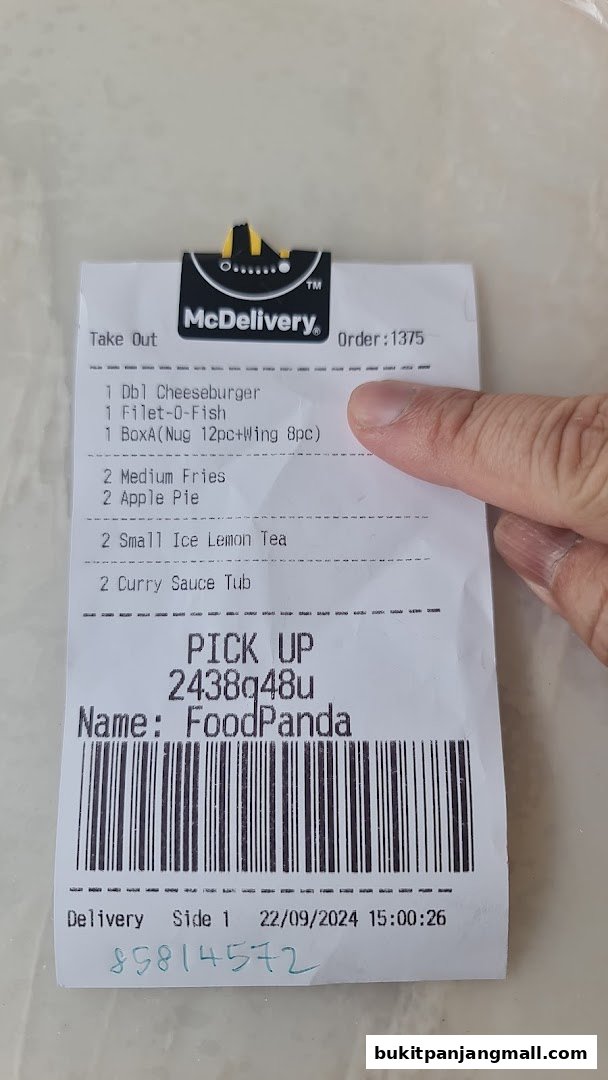 McDelivery®
TM
Take Out Order:1375
1 Dbl Cheeseburger
1 Filet-O-Fish
1 BoxA(Nug 12pc+Wing 8pc)
2 Medium Fries
2 Apple Pie
2 Small Ice Lemon Tea
2 Curry Sauce Tub
PICK UP
2438q48u
Name: FoodPanda
Delivery Side 1 22/09/2024 15:00:26
85814572
bukitpanjangmall.com